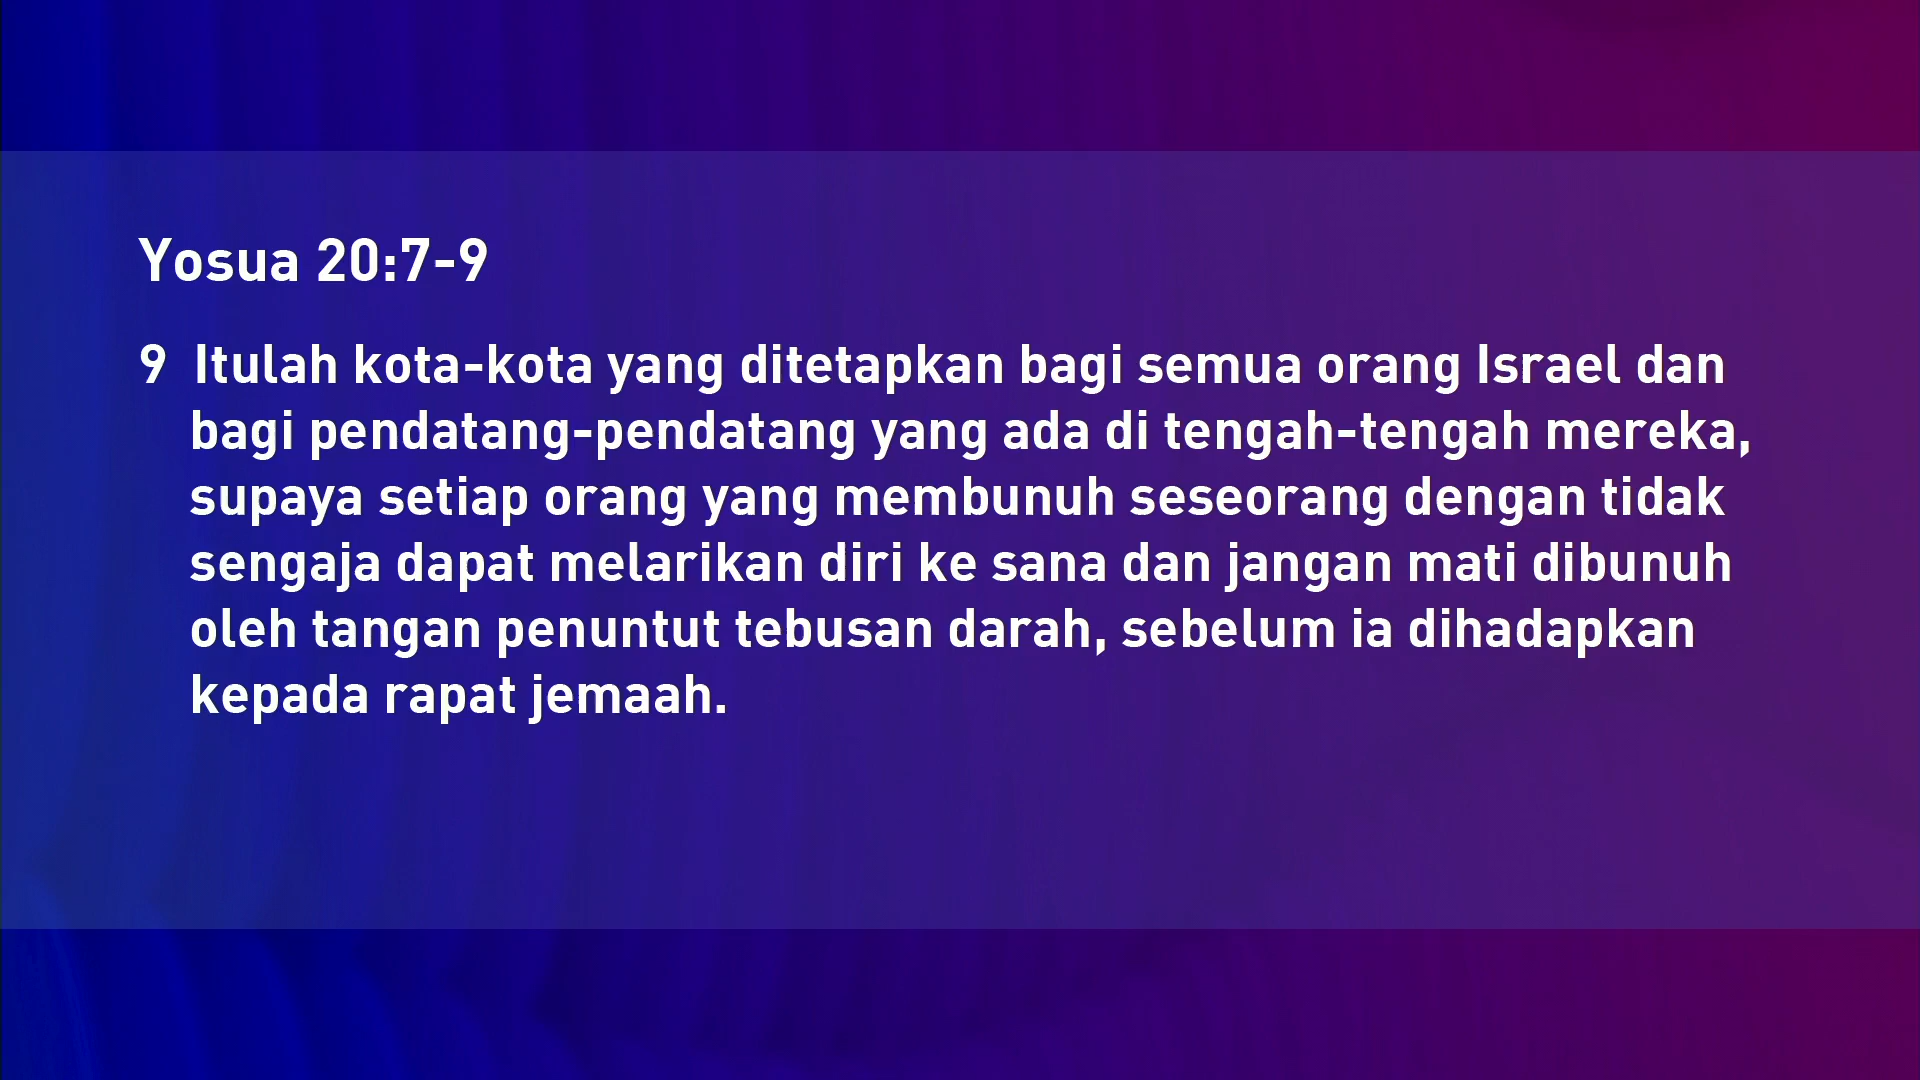 Yosua 20:7-9
9 Itulah kota-kota yang ditetapkan bagi semua orang Israel dan
bagi pendatang-pendatang yang ada di tengah-tengah mereka,
supaya setiap orang yang membunuh seseorang dengan tidak
sengaja dapat melarikan diri ke sana dan jangan mati dibunuh
oleh tangan penuntut tebusan darah, sebelum ia dihadapkan
kepada rapat jemaah.